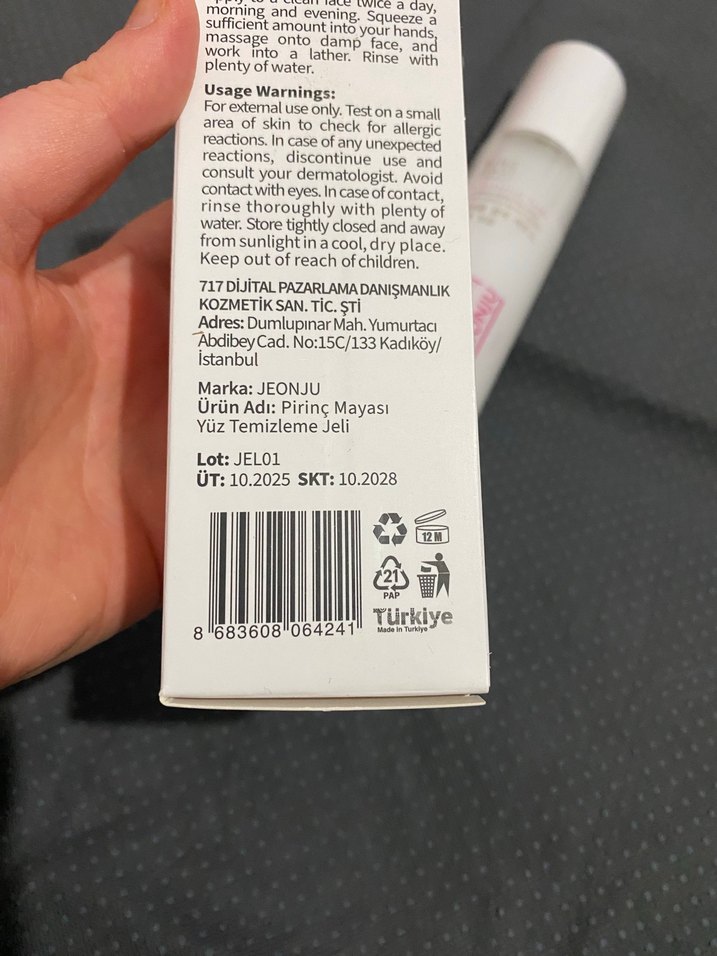 apply to a clean face twice a day,
morning and evening. Squeeze a
sufficient amount into your hands,
massage onto damp face, and
work into a lather. Rinse with
plenty of water.
Usage Warnings:
For external use only. Test on a small
area of skin to check for allergic
reactions. In case of any unexpected
reactions, discontinue use and
consult your dermatologist. Avoid
contact with eyes. In case of contact,
rinse thoroughly with plenty of
water. Store tightly closed and away
from sunlight in a cool, dry place.
Keep out of reach of children.
717 DİJİTAL PAZARLAMA DANIŞMANLIK
KOZMETİK SAN. TİC. ŞTİ
Adres: Dumlupınar Mah. Yumurtacı
Abdibey Cad. No:15C/133 Kadıköy/
İstanbul
Marka: JEONJU
Ürün Adı: Pirinç Mayası
Yüz Temizleme Jeli
Lot: JEL01
ÜT: 10.2025 SKT: 10.2028
12 M
21
PAP
Türkiye
Made in Turkiye
8 683608 064241